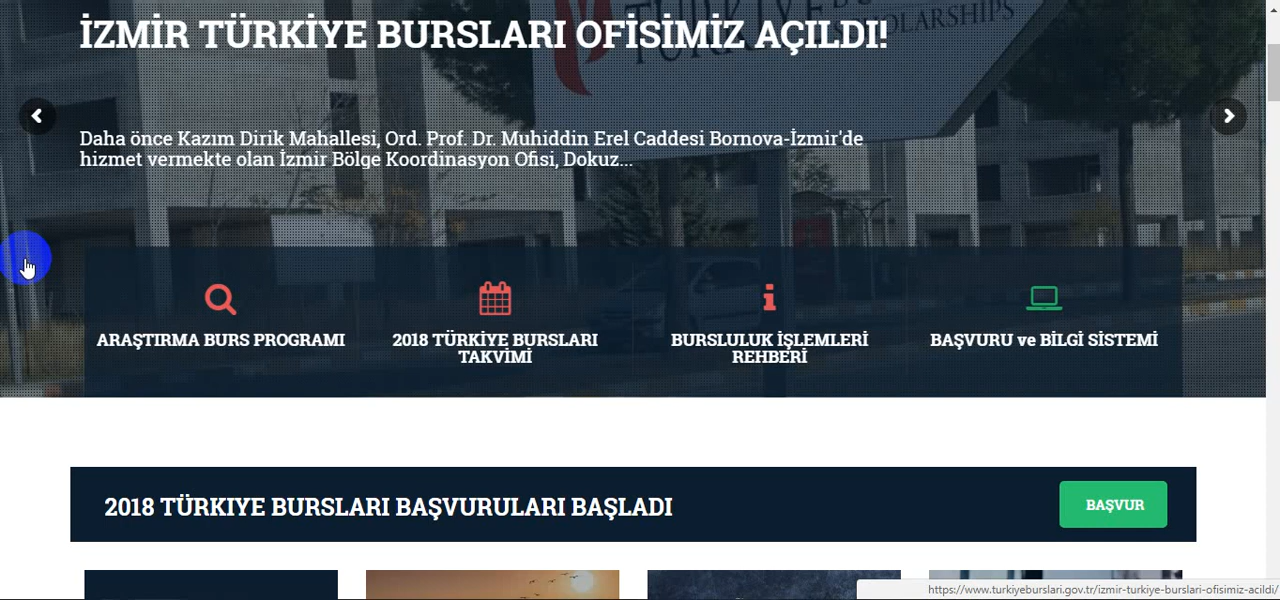 TÜRKİYE
SCHOLARSHIPS
İZMİR TÜRKİYE BURSLARI OFİSİMİZ AÇILDI!
Daha önce Kazım Dirik Mahallesi, Ord. Prof. Dr. Muhiddin Erel Caddesi Bornova-İzmir'de
hizmet vermekte olan İzmir Bölge Koordinasyon Ofisi, Dokuz...
ARAŞTIRMA BURS PROGRAMI
2018 TÜRKİYE BURSLARI
TAKVİMİ
BURSLULUK İŞLEMLERİ
REHBERİ
BAŞVURU ve BİLGİ SİSTEMİ
2018 TÜRKIYE BURSLARI BAŞVURULARI BAŞLADI
BAŞVUR
https://www.turkiyeburslari.gov.tr/izmir-turkiye-burslari-ofisimiz-acildi/